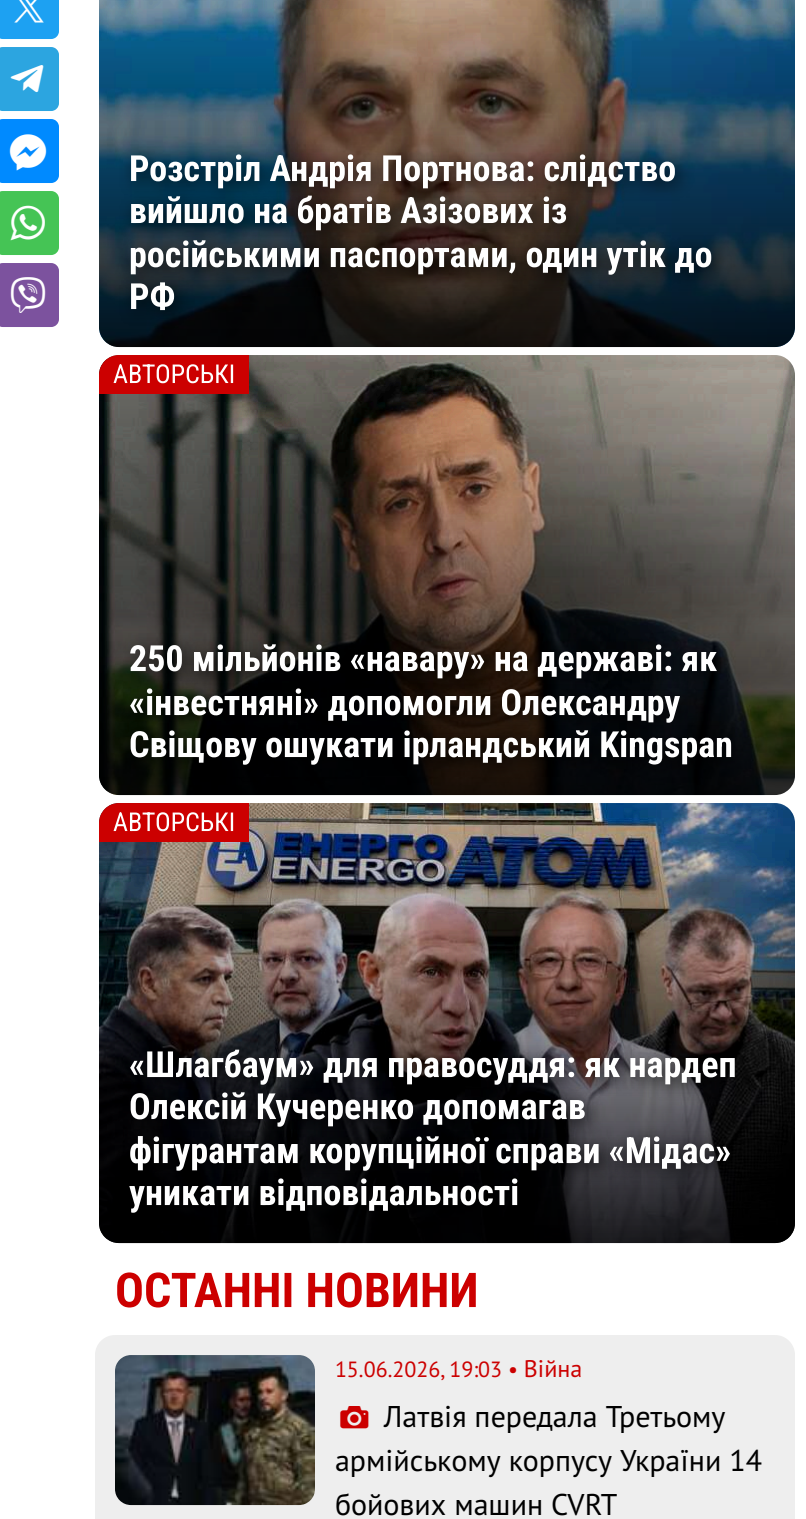 Розстріл Андрія Портнова: слідство
вийшло на братів Азізових із
російськими паспортами, один утік до
РФ
АВТОРСЬКІ
250 мільйонів «навару» на державі: як
«інвестняні» допомогли Олександру
Свіщову ошукати ірландський Kingspan
АВТОРСЬКІ
ЕНЕРГО АТОМ
ENERGO
«Шлагбаум» для правосуддя: як нардеп
Олексій Кучеренко допомагав
фігурантам корупційної справи «Мідас»
уникати відповідальності
ОСТАННІ НОВИНИ
15.06.2026, 19:03 • Війна
Латвія передала Третьому
армійському корпусу України 14
бойових машин CVRT